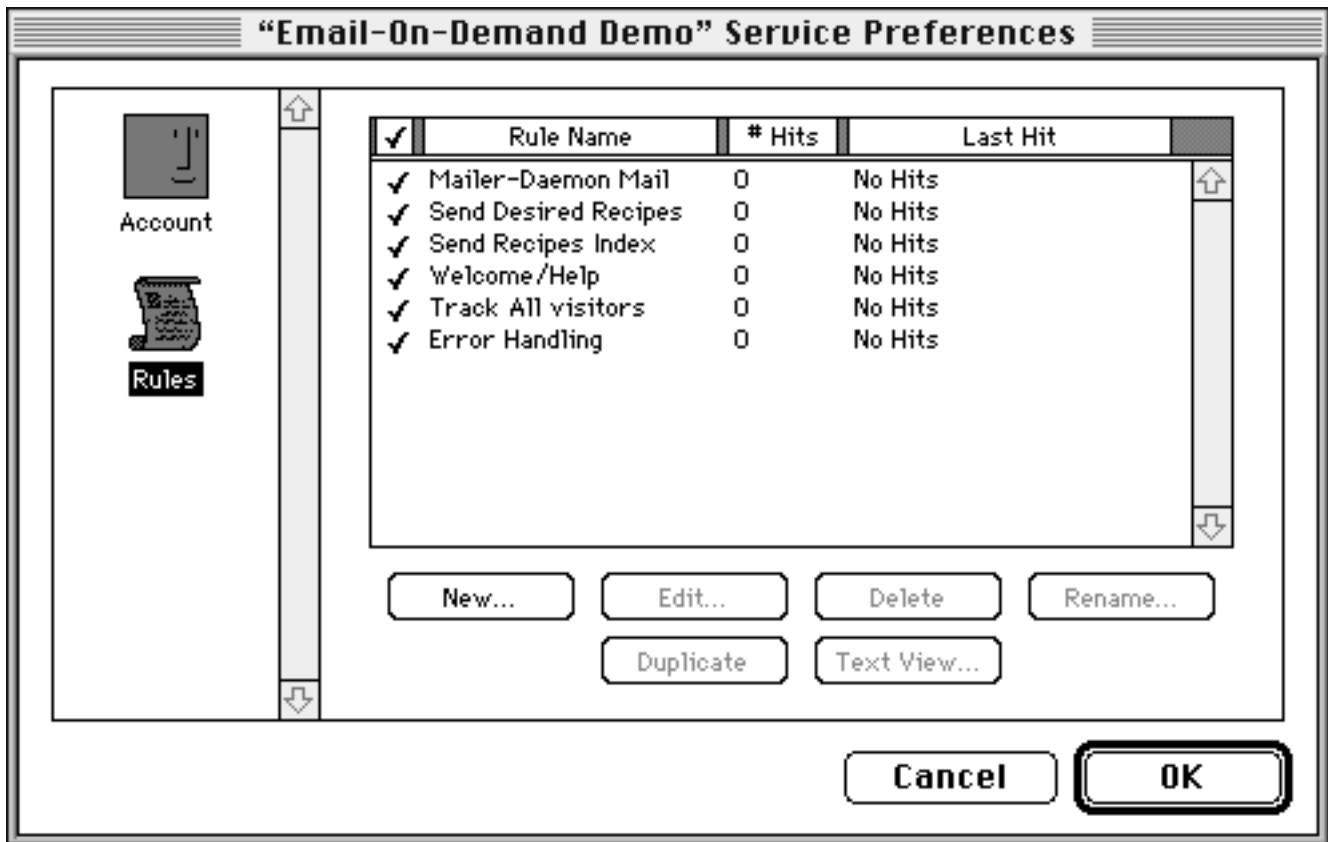 “Email-On-Demand Demo” Service Preferences
Account
Rules
✓ Rule Name # Hits Last Hit
✓ Mailer-Daemon Mail 0 No Hits
✓ Send Desired Recipes 0 No Hits
✓ Send Recipes Index 0 No Hits
✓ Welcome/Help 0 No Hits
✓ Track All visitors 0 No Hits
✓ Error Handling 0 No Hits
New... Edit... Delete Rename...
Duplicate Text View...
Cancel OK